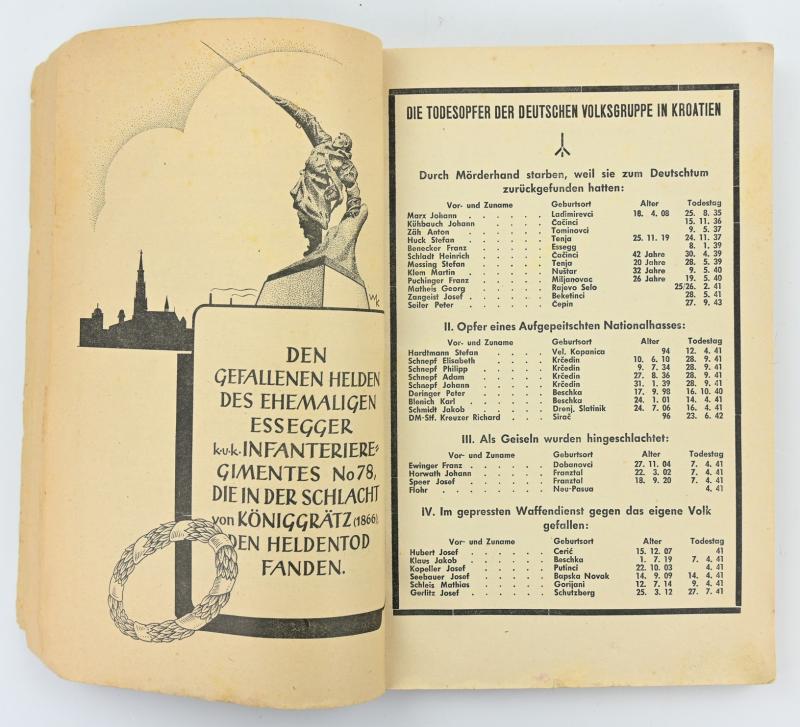 WK
DEN
GEFALLENEN HELDEN
DES EHEMALIGEN
ESSEGGER
k.u.k. INFANTERIERE=
GIMENTES No 78,
DIE IN DER SCHLACHT
von KÖNIGGRÄTZ (1866)
DEN HELDENTOD
FANDEN.
DIE TODESOPFER DER DEUTSCHEN VOLKSGRUPPE IN KROATIEN
Durch Mörderhand starben, weil sie zum Deutschtum
zurückgefunden hatten:
Vor- und Zuname Geburtsort Alter Todestag
Marx Johann . . . . . . Ladimirevci 18. 4. 08 25. 8. 35
Kühbauch Johann . . . . . Čačinci 15. 11. 36
Zäh Anton . . . . . . Tominovci 9. 5. 37
Huck Stefan . . . . . . Tenja 25. 11. 19 24. 11. 37
Benecker Franz . . . . . Essegg 8. 1. 39
Schladt Heinrich . . . . . Čačinci 42 Jahre 30. 4. 39
Messing Stefan . . . . . Tenja 20 Jahre 28. 5. 39
Klem Martin . . . . . . Nuštar 32 Jahre 9. 5. 40
Puchinger Franz . . . . . Miljanovac 26 Jahre 19. 5. 40
Matheis Georg . . . . . Rajevo Selo 25/26. 2. 41
Zangeist Josef . . . . . Beketinci 28. 5. 41
Seiler Peter . . . . . . Čepin 27. 9. 43
II. Opfer eines Aufgepeitschten Nationalhasses:
Vor- und Zuname Geburtsort Alter Todestag
Hardtmann Stefan . . . . Vel. Kopanica 94 12. 4. 41
Schnepf Elisabeth . . . . Krčedin 10. 6. 10 28. 9. 41
Schnepf Philipp . . . . . Krčedin 9. 7. 34 28. 9. 41
Schnepf Adam . . . . . Krčedin 27. 8. 36 28. 9. 41
Schnepf Johann . . . . . Krčedin 31. 1. 39 28. 9. 41
Deringer Peter . . . . . Beschka 17. 9. 98 16. 10. 40
Blenich Karl . . . . . . Beschka 24. 1. 01 14. 4. 41
Schmidt Jakob . . . . . Drenj. Slatinik 24. 7. 06 16. 4. 41
DM-Stf. Kreuzer Richard . . . Sirač 96 23. 6. 42
III. Als Geiseln wurden hingeschlachtet:
Vor- und Zuname Geburtsort Alter Todestag
Ewinger Franz . . . . . Dobanovci 27. 11. 04 7. 4. 41
Horwath Johann . . . . . Franztal 22. 3. 02 7. 4. 41
Speer Josef . . . . . . Franztal 18. 9. 20 7. 4. 41
Flohr . . . . . . . Neu-Pasua 4. 41
IV. Im gepressten Waffendienst gegen das eigene Volk
gefallen:
Vor- und Zuname Geburtsort Alter Todestag
Hubert Josef . . . . . . Cerić 15. 12. 07 41
Klaus Jakob . . . . . . Beschka 1. 7. 19 7. 4. 41
Kopeller Josef . . . . . Putinci 22. 10. 03 4. 41
Seebauer Josef . . . . . Bapska Novak 14. 9. 09 14. 4. 41
Schleis Mathias . . . . . Gorijani 12. 7. 14 9. 4. 41
Gerlitz Josef . . . . . . Schutzberg 25. 3. 12 27. 7. 41